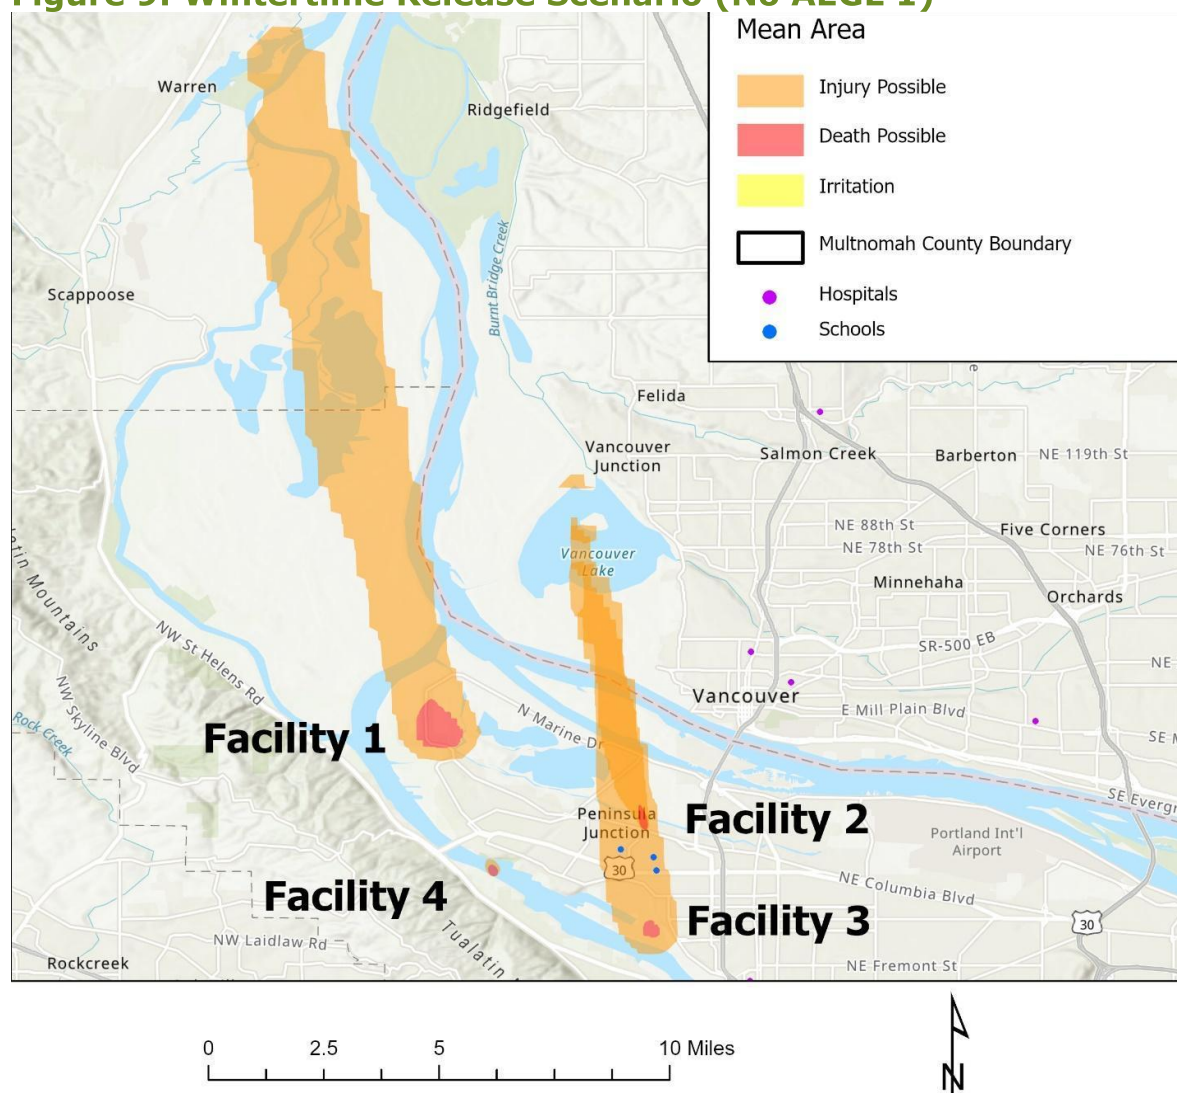 Figure 9: Wintertime Release Scenario (No AEGL 1)
Mean Area
Injury Possible
Death Possible
Irritation
Multnomah County Boundary
Hospitals
Schools
Warren
Ridgefield
Burnt Bridge Creek
Scappoose
Felida
Vancouver
Junction
Salmon Creek
Barberton
NE 119th St
NE 88th St
NE 78th St
Five Corners
NE 76th St
Vancouver
Lake
Minnehaha
Orchards
SR-500 EB
NE
Vancouver
E Mill Plain Blvd
SE M
SE Evergr
Mountains
NW St Helens Rd
NW Skyline Blvd
Rock Creek
Facility 1
N Marine Dr
Peninsula
Junction
30
Facility 2
Portland Int'l
Airport
NE Columbia Blvd
Facility 4
Facility 3
30
Tualatin
NW Laidlaw Rd
Rockcreek
NE Fremont St
0 2.5 5 10 Miles
N